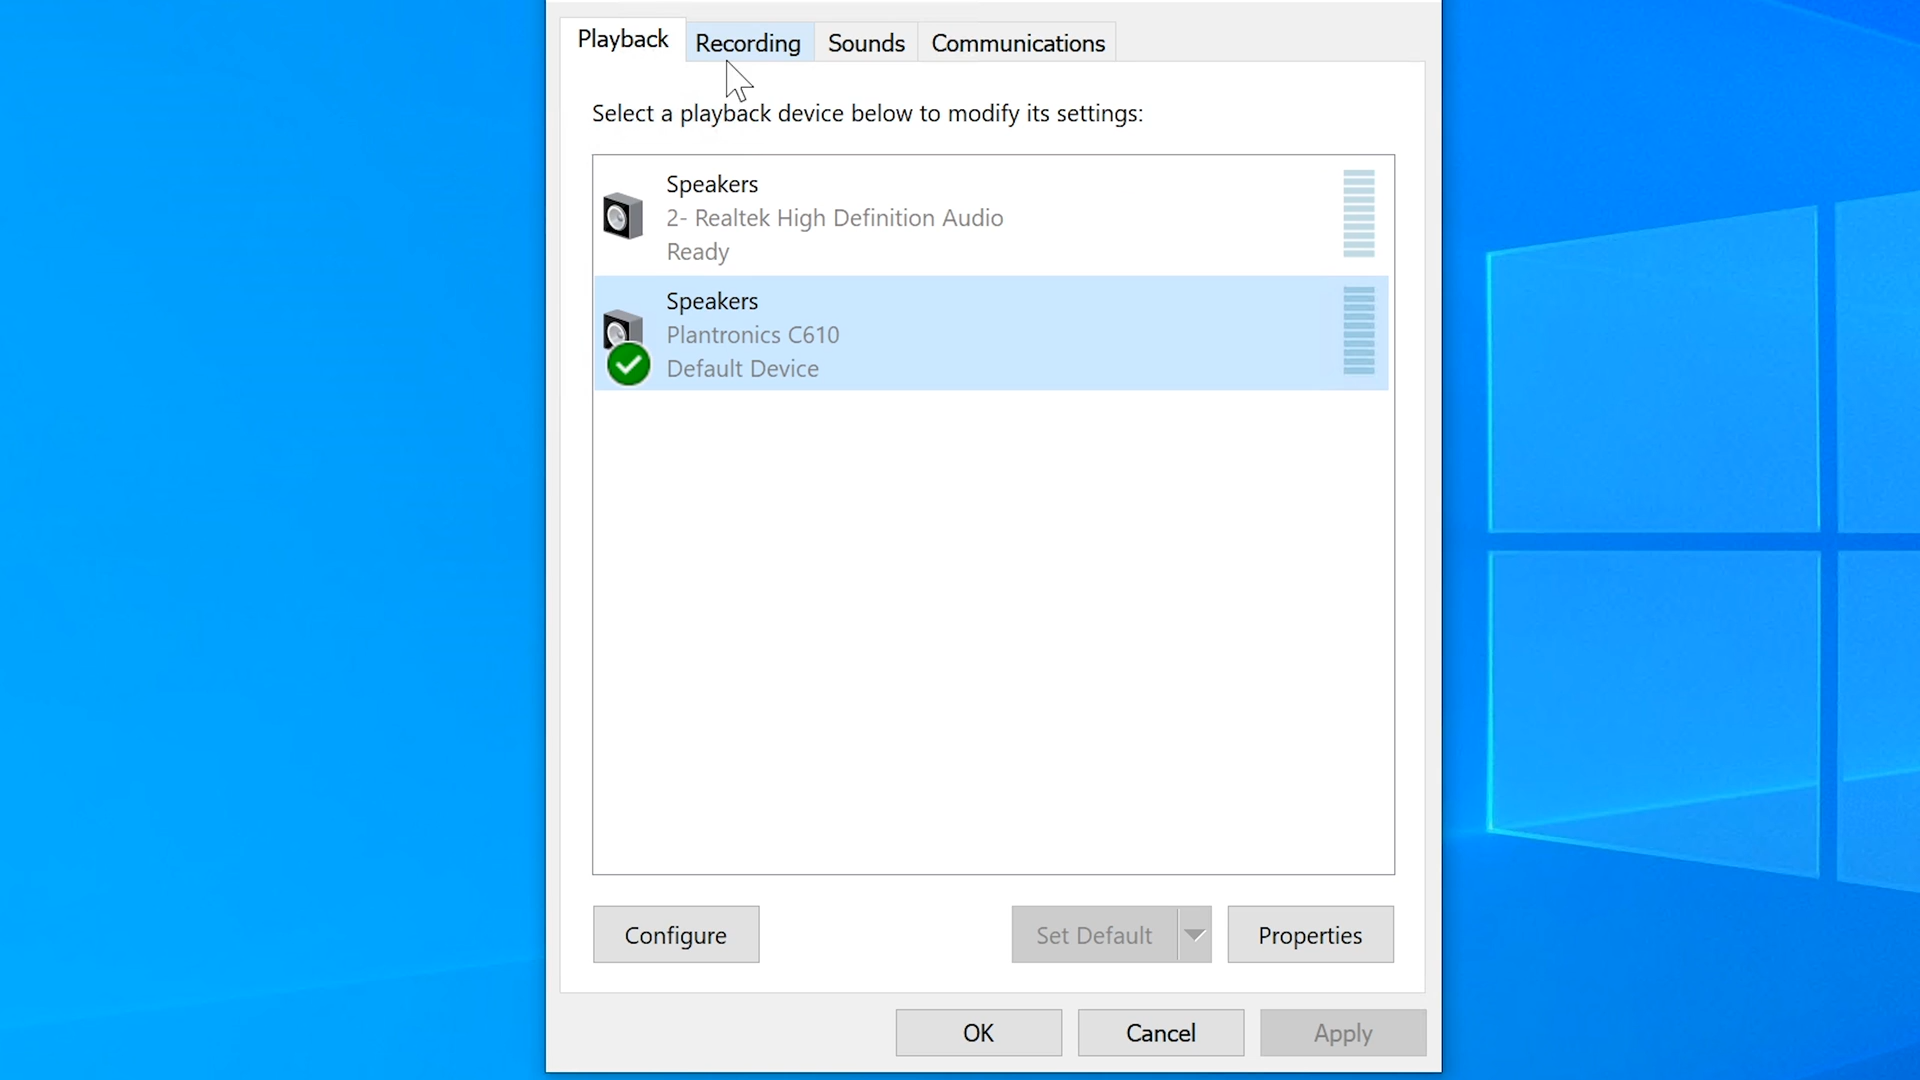 Playback Recording Sounds Communications
Select a playback device below to modify its settings:
Speakers
2- Realtek High Definition Audio
Ready
Speakers
Plantronics C610
Default Device
Configure Set Default Properties
OK Cancel Apply